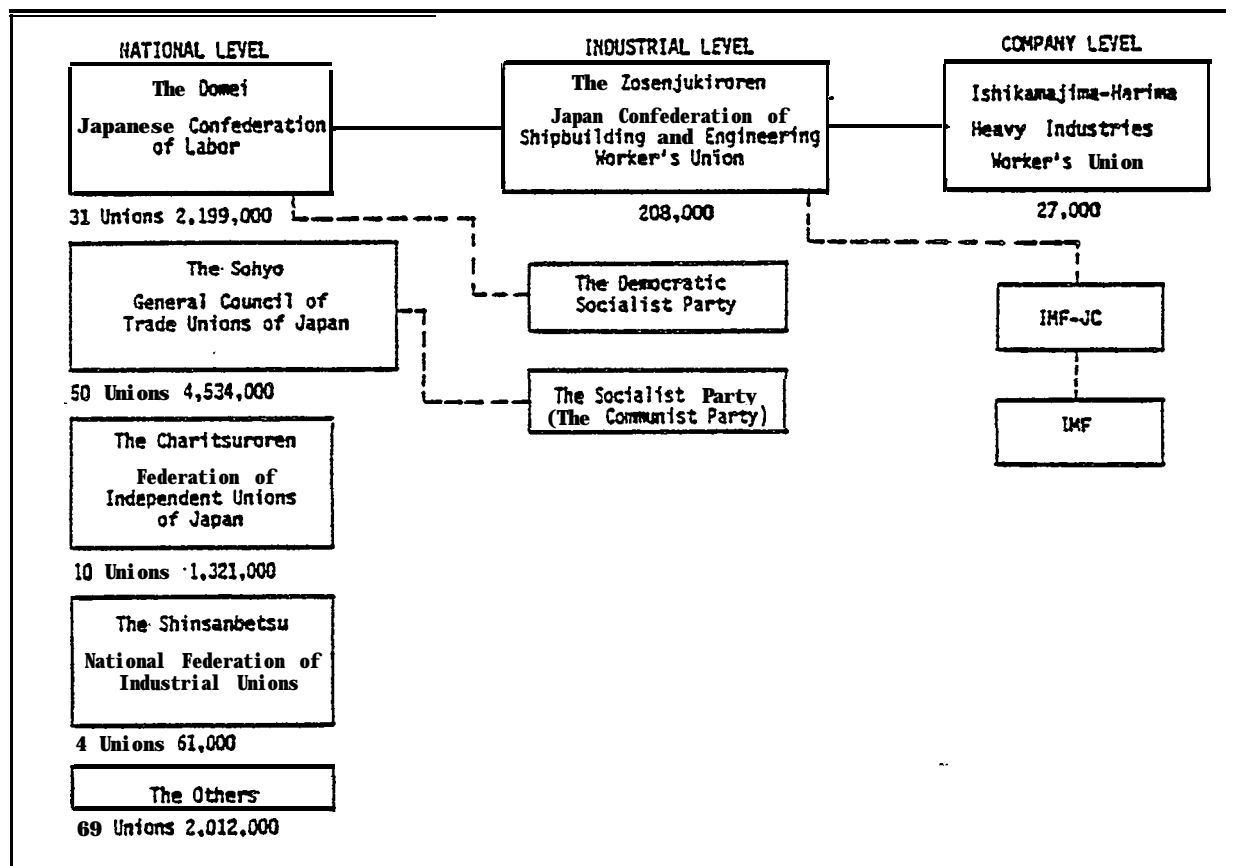 NATIONAL LEVEL
The Domei
Japanese Confederation
of Labor
31 Unions 2,199,000
The Sohyo
General Council of
Trade Unions of Japan
50 Unions 4,534,000
The Charitsuroren
Federation of
Independent Unions
of Japan
10 Unions 1,321,000
The Shinsanbetsu
National Federation of
Industrial Unions
4 Unions 61,000
The Others
69 Unions 2,012,000
INDUSTRIAL LEVEL
The Zosenjukiroren
Japan Confederation of
Shipbuilding and Engineering
Worker's Union
208,000
The Democratic
Socialist Party
The Socialist Party
(The Communist Party)
COMPANY LEVEL
Ishikawajima-Harima
Heavy Industries
Worker's Union
27,000
IMF-JC
IMF